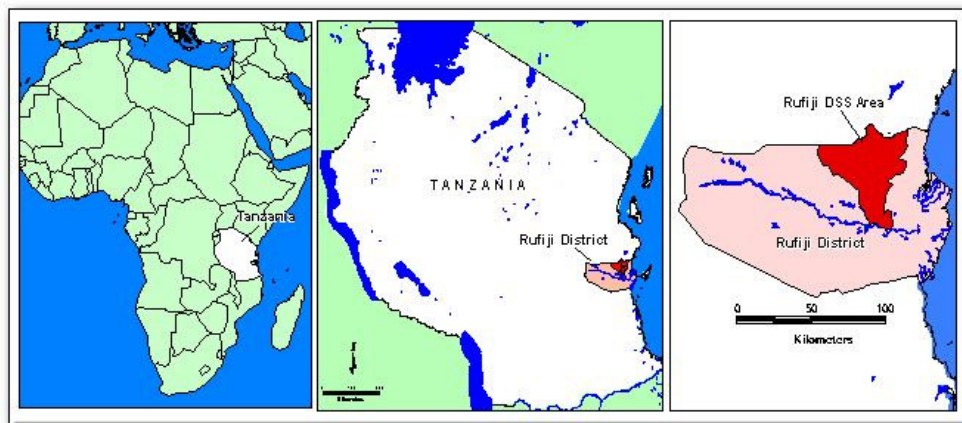 Tanzania
TANZANIA
Rufiji District
Rufiji DSS Area
Rufiji District
0 50 100
Kilometers